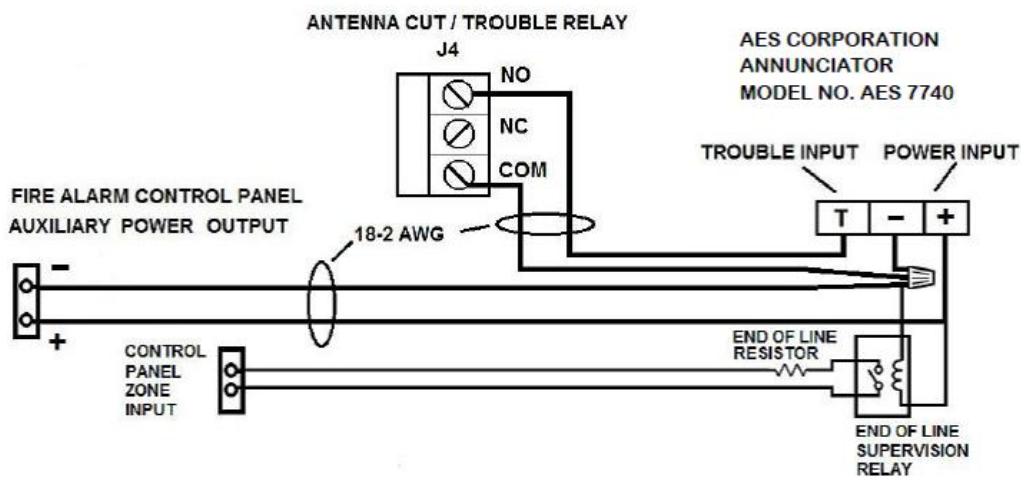 ANTENNA CUT / TROUBLE RELAY
J4
NO
NC
COM
AES CORPORATION
ANNUNCIATOR
MODEL NO. AES 7740
TROUBLE INPUT
POWER INPUT
T
−
+
FIRE ALARM CONTROL PANEL
AUXILIARY POWER OUTPUT
18-2 AWG
−
+
CONTROL
PANEL
ZONE
INPUT
END OF LINE
RESISTOR
END OF LINE
SUPERVISION
RELAY